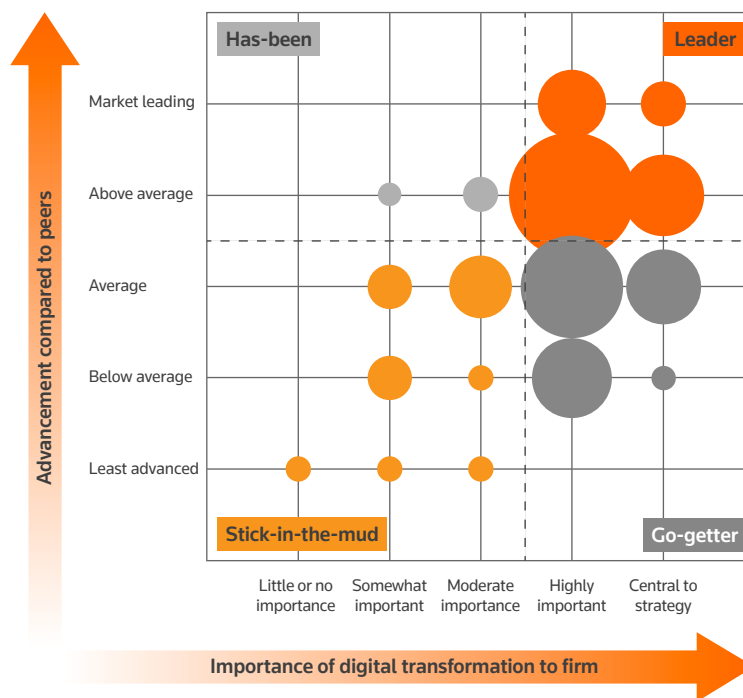 Has-been
Leader
Market leading
Above average
Average
Below average
Least advanced
Advancement compared to peers
Stick-in-the-mud
Go-getter
Little or no
importance
Somewhat
important
Moderate
importance
Highly
important
Central to
strategy
Importance of digital transformation to firm